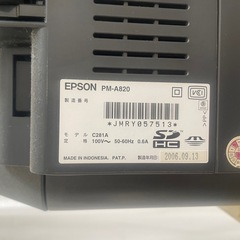 EPSON PM-A820
製造番号
*JMRY057513*
モデル C281A
定格 100V~ 50-60Hz 0.6A
SDHC
MADE IN INDONESIA, PAT.P. 製造年月 2006.09.13